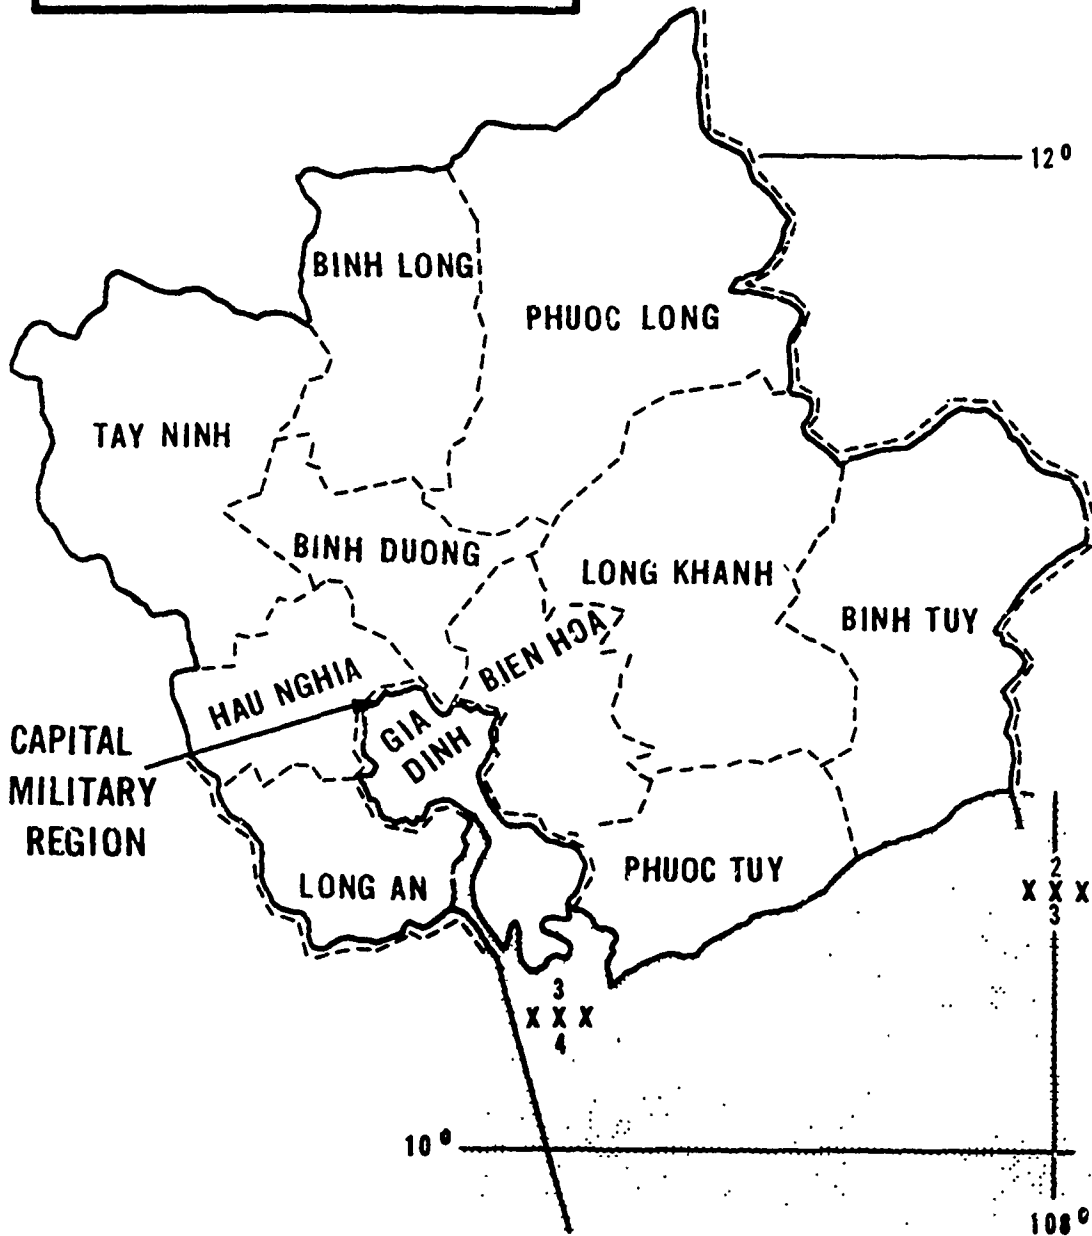 12°
BINH LONG
PHUOC LONG
TAY NINH
BINH DUONG
LONG KHANH
BINH TUY
BIEN HOA
HAU NGHIA
GIA
DINH
CAPITAL
MILITARY
REGION
LONG AN
PHUOC TUY
2
X X X
3
3
X X X
4
10°
108°